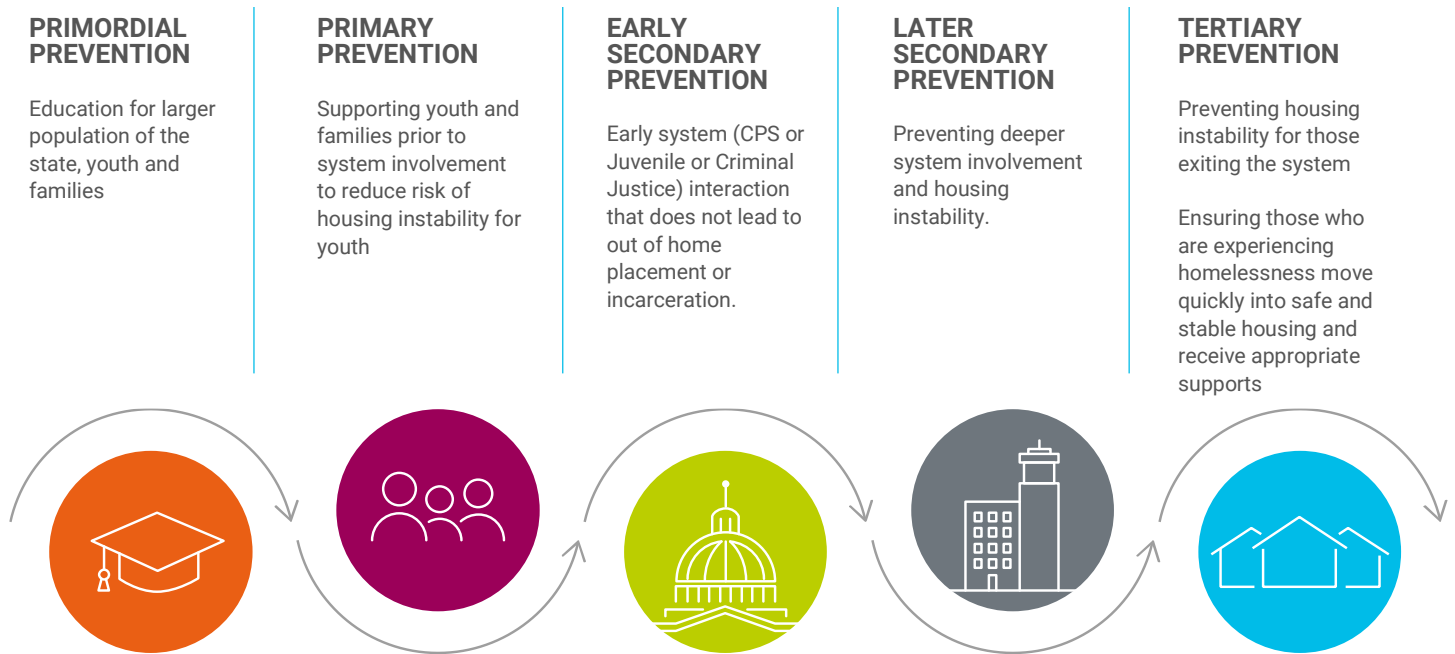 PRIMORDIAL
PREVENTION
Education for larger
population of the
state, youth and
families
PRIMARY
PREVENTION
Supporting youth and
families prior to
system involvement
to reduce risk of
housing instability for
youth
EARLY
SECONDARY
PREVENTION
Early system (CPS or
Juvenile or Criminal
Justice) interaction
that does not lead to
out of home
placement or
incarceration.
LATER
SECONDARY
PREVENTION
Preventing deeper
system involvement
and housing
instability.
TERTIARY
PREVENTION
Preventing housing
instability for those
exiting the system
Ensuring those who
are experiencing
homelessness move
quickly into safe and
stable housing and
receive appropriate
supports